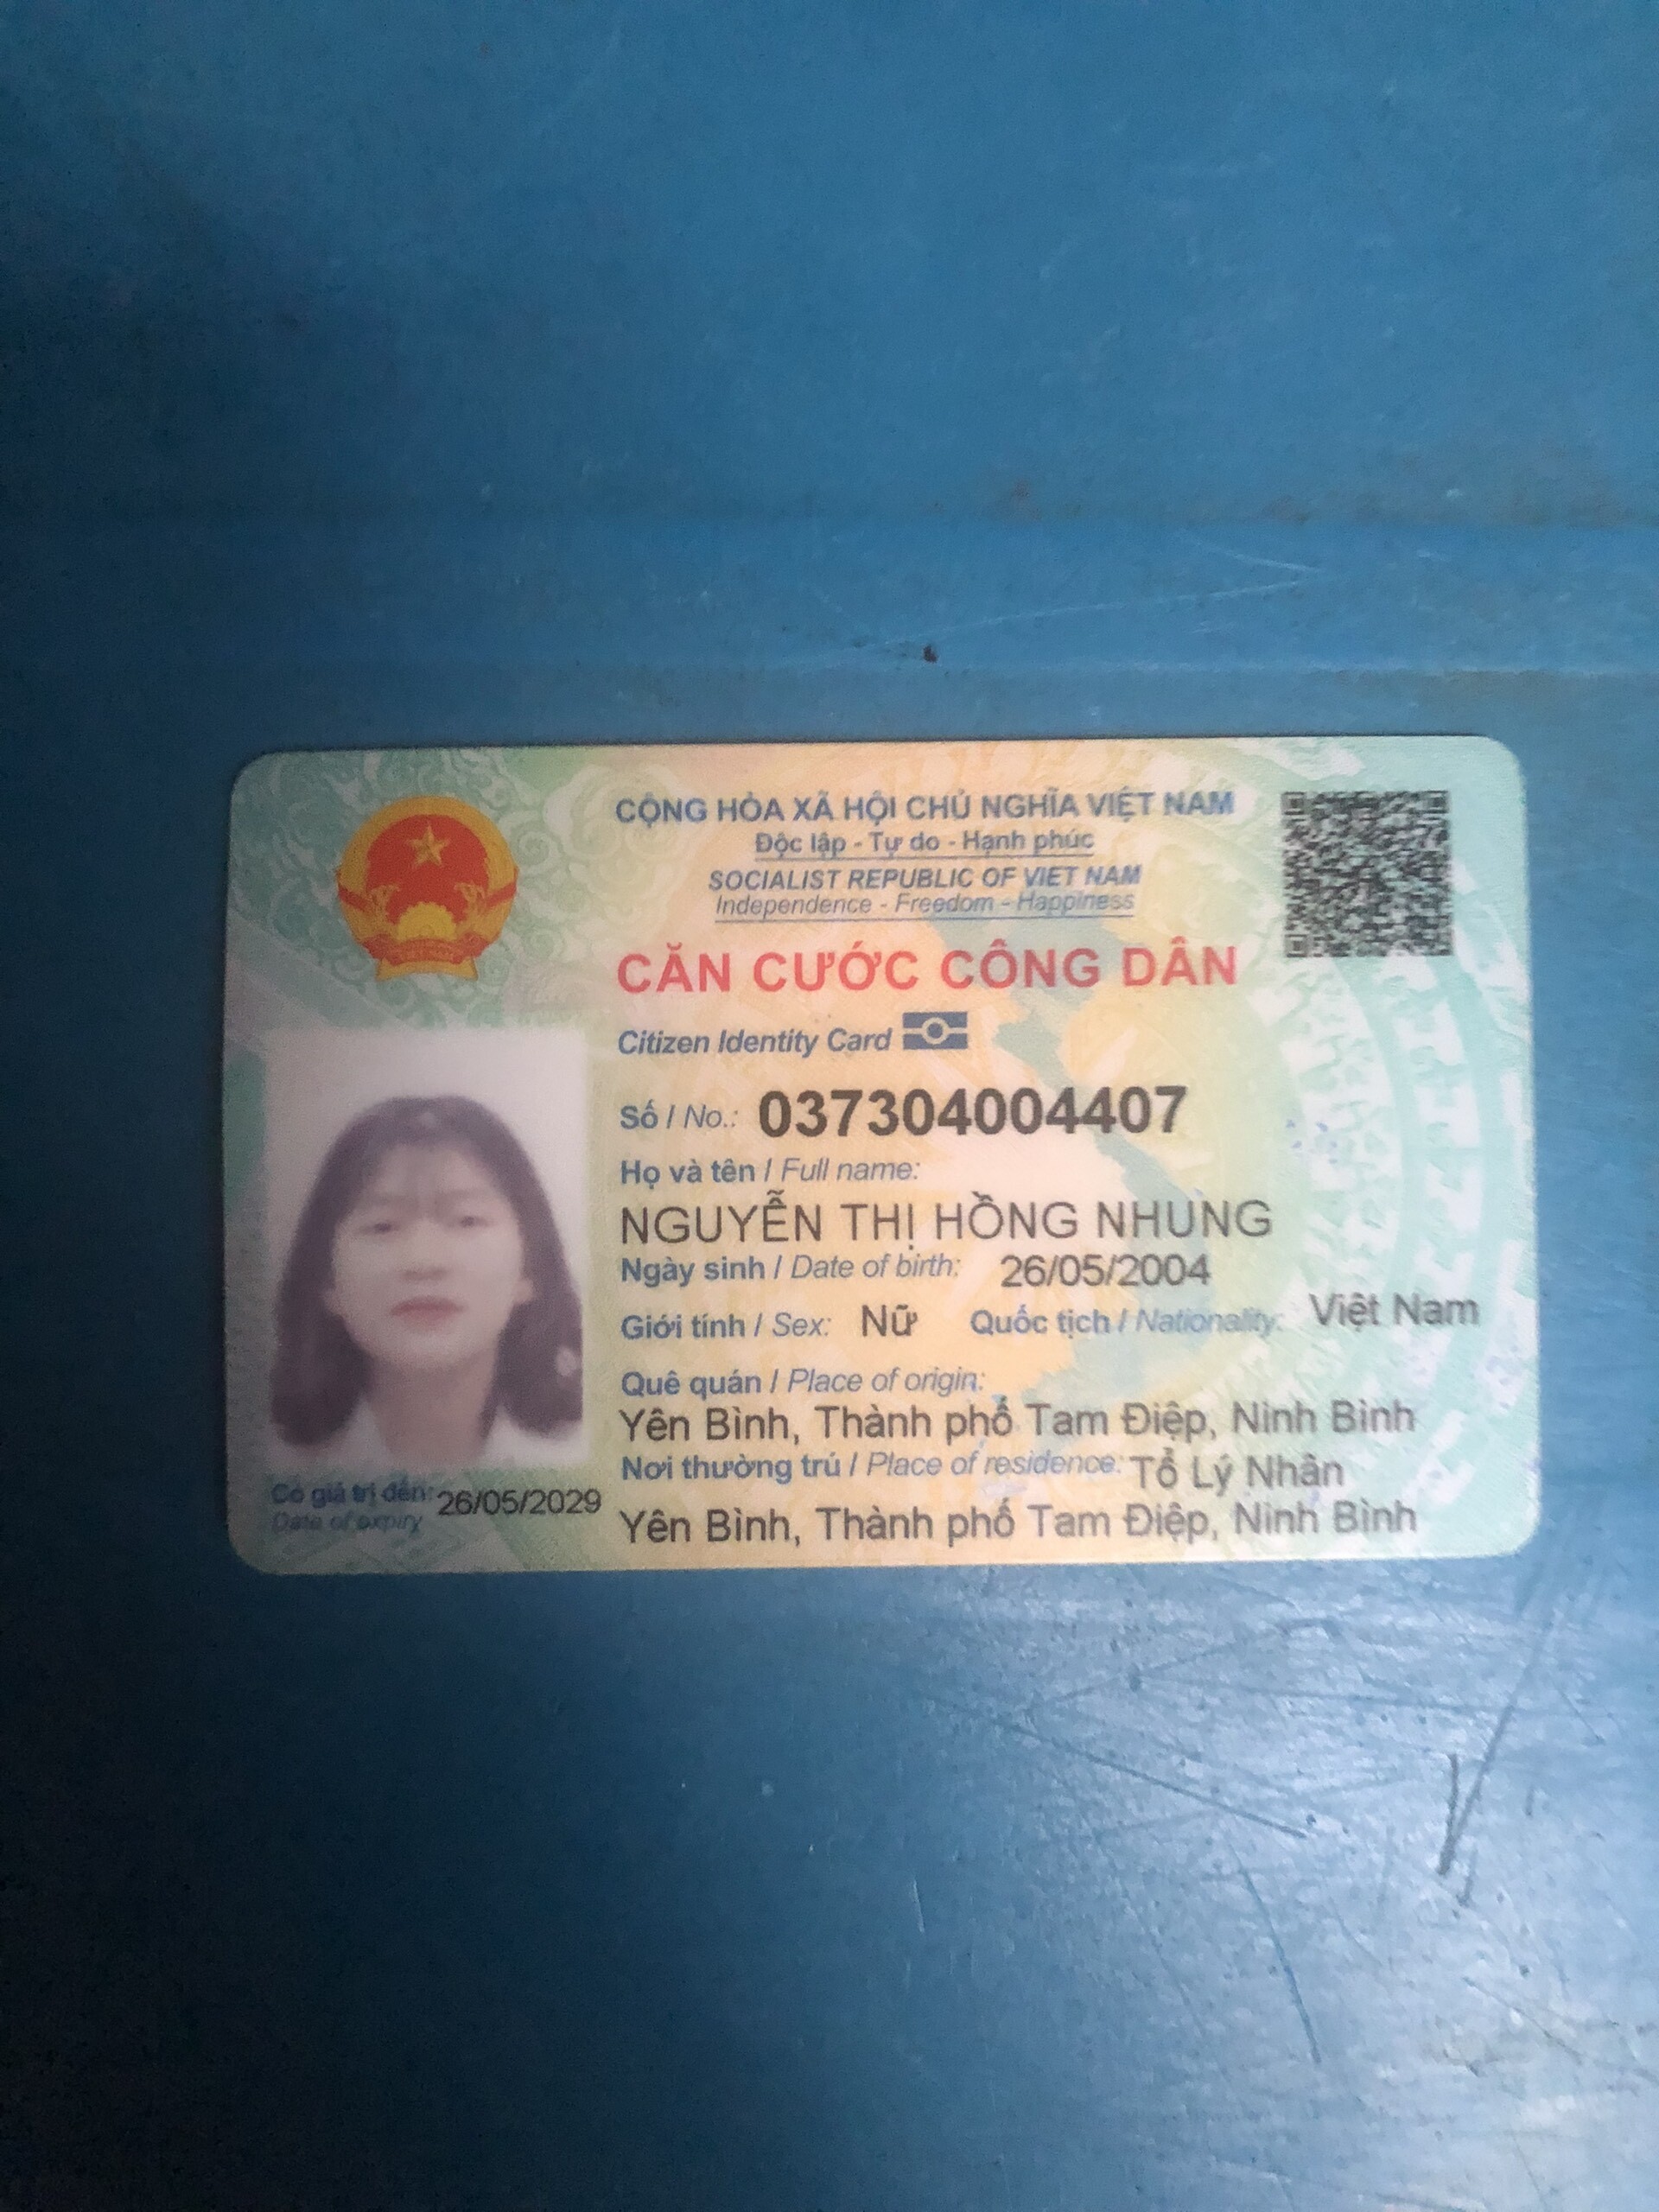 CỘNG HÒA XÃ HỘI CHỦ NGHĨA VIỆT NAM
Độc lập - Tự do - Hạnh phúc
SOCIALIST REPUBLIC OF VIET NAM
Independence - Freedom - Happiness
CĂN CƯỚC CÔNG DÂN
Citizen Identity Card
Số / No.: 037304004407
Họ và tên / Full name:
NGUYỄN THỊ HỒNG NHUNG
Ngày sinh / Date of birth: 26/05/2004
Giới tính / Sex: Nữ Quốc tịch / Nationality: Việt Nam
Quê quán / Place of origin:
Yên Bình, Thành phố Tam Điệp, Ninh Bình
Nơi thường trú / Place of residence: Tổ Lý Nhân
Yên Bình, Thành phố Tam Điệp, Ninh Bình
Có giá trị đến: 26/05/2029
Date of expiry